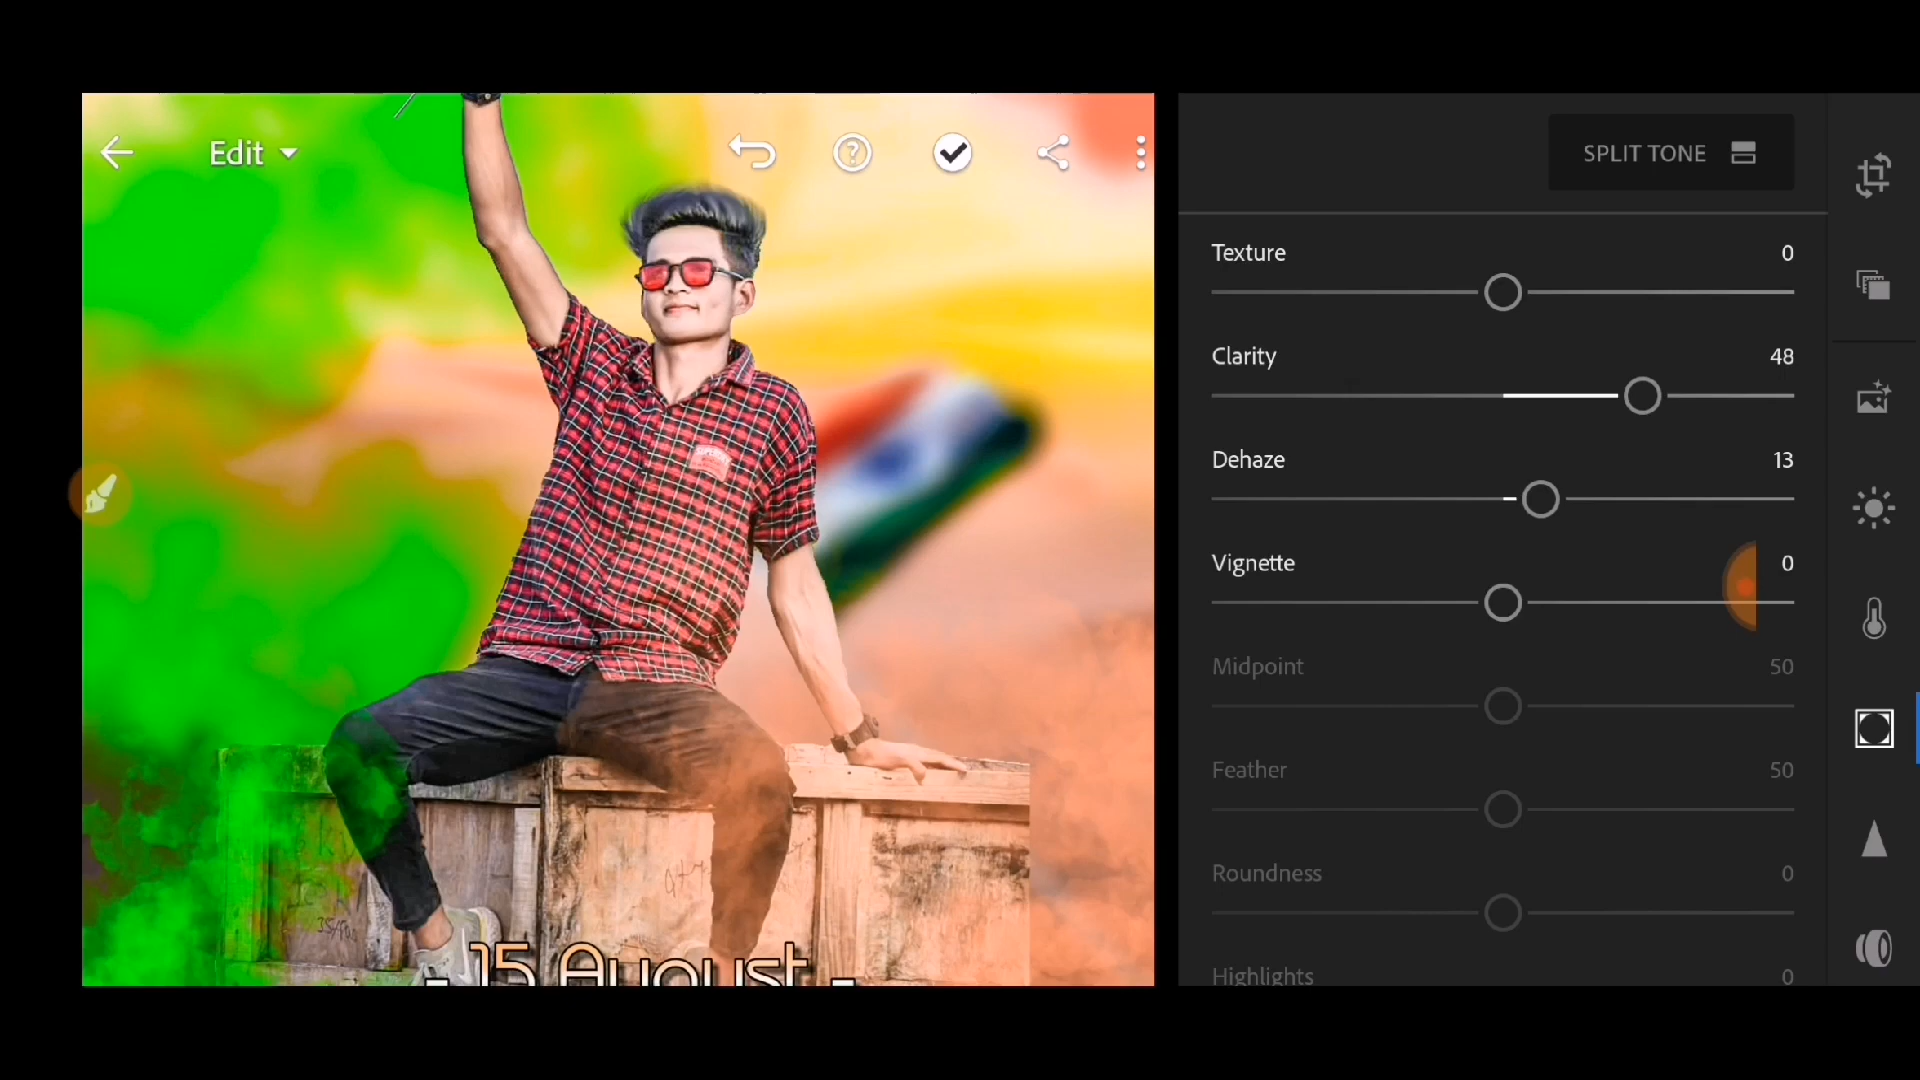 Edit
SPLIT TONE
Texture 0
Clarity 48
Dehaze 13
Vignette 0
Midpoint 50
Feather 50
Roundness 0
Highlights 0
- 15 August -